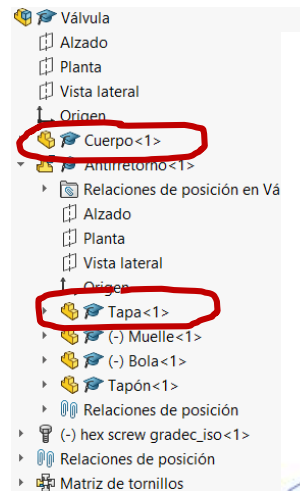 Válvula
Alzado
Planta
Vista lateral
Origen
Cuerpo<1>
Antirretorno<1>
Relaciones de posición en Vá
Alzado
Planta
Vista lateral
Origen
Tapa<1>
(-) Muelle<1>
(-) Bola<1>
Tapón<1>
Relaciones de posición
(-) hex screw gradec_iso<1>
Relaciones de posición
Matriz de tornillos